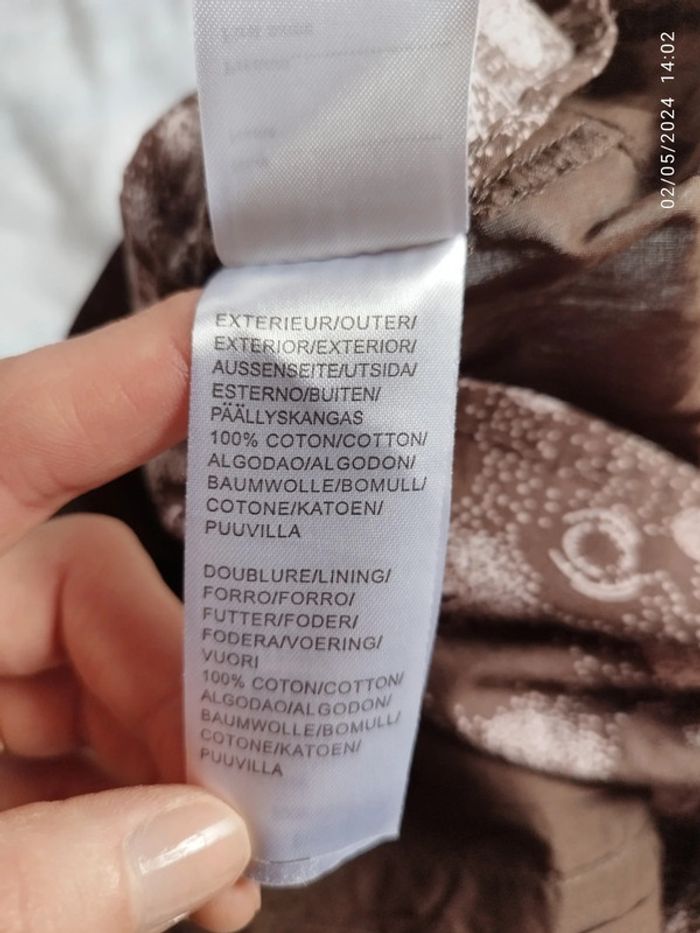 EXTERIEUR/OUTER/
EXTERIOR/EXTERIOR/
AUSSENSEITE/UTSIDA/
ESTERNO/BUITEN/
PÄÄLLYSKANGAS
100% COTON/COTTON/
ALGODAO/ALGODON/
BAUMWOLLE/BOMULL/
COTONE/KATOEN/
PUUVILLA
DOUBLURE/LINING/
FORRO/FORRO/
FUTTER/FODER/
FODERA/VOERING/
VUORI
100% COTON/COTTON/
ALGODAO/ALGODON/
BAUMWOLLE/BOMULL/
COTONE/KATOEN/
PUUVILLA
02/05/2024 14:02